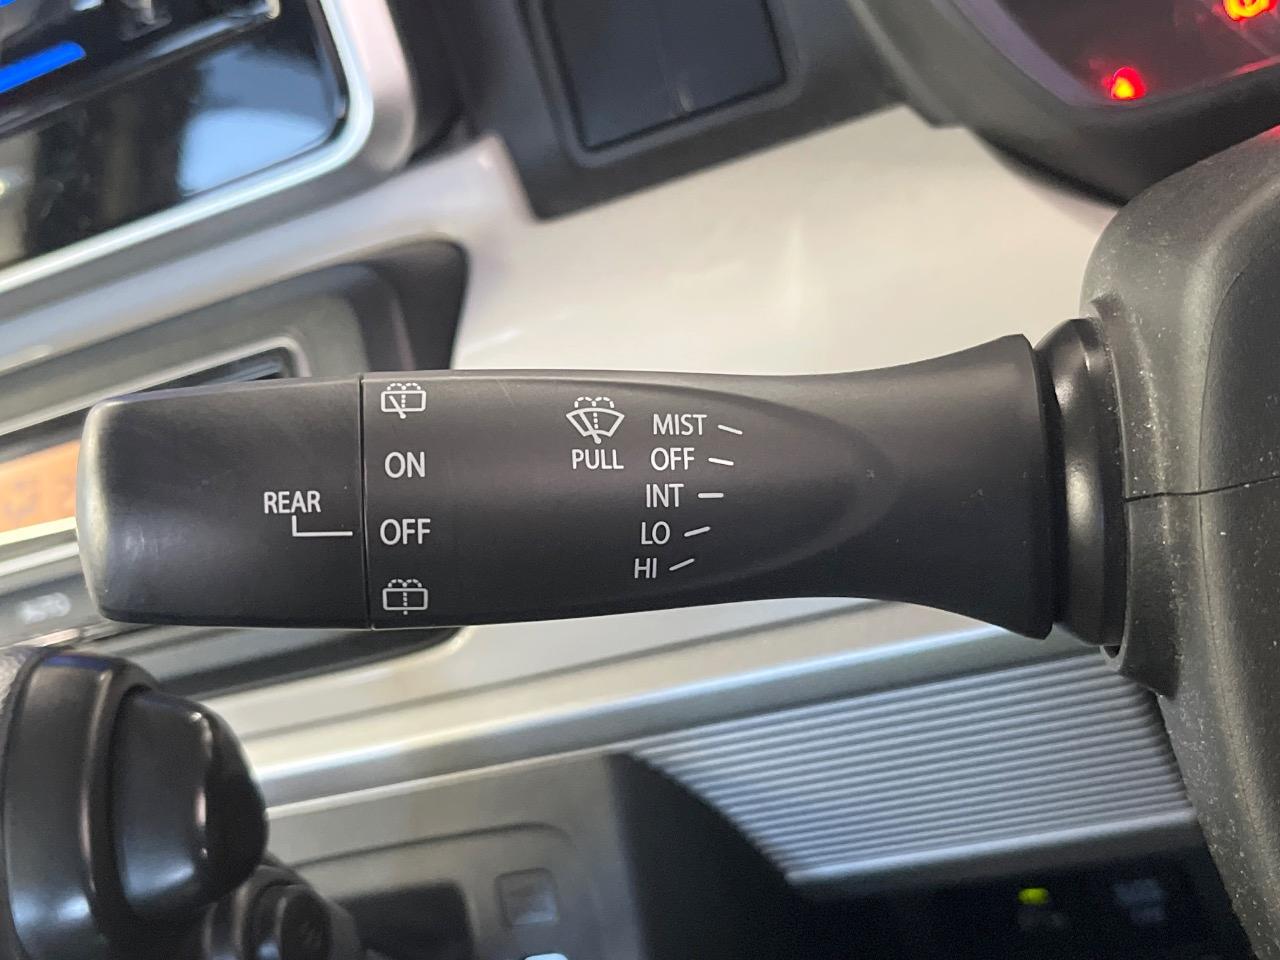 REAR
ON
OFF
PULL
MIST
OFF
INT
LO
HI